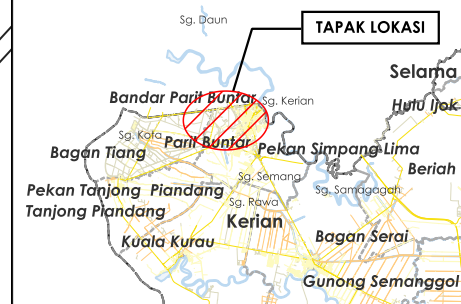 Sg. Daun
TAPAK LOKASI
Selama
Bandar Parit Buntar
Sg. Kerian
Hulu Ijok
Sg. Kota
Parit Buntar
Bagan Tiang
Pekan Simpang Lima
Beriah
Sg. Semang
Pekan Tanjong Piandang
Sg. Samagagah
Sg. Rawa
Tanjong Piandang
Kerian
Kuala Kurau
Bagan Serai
Gunong Semanggol